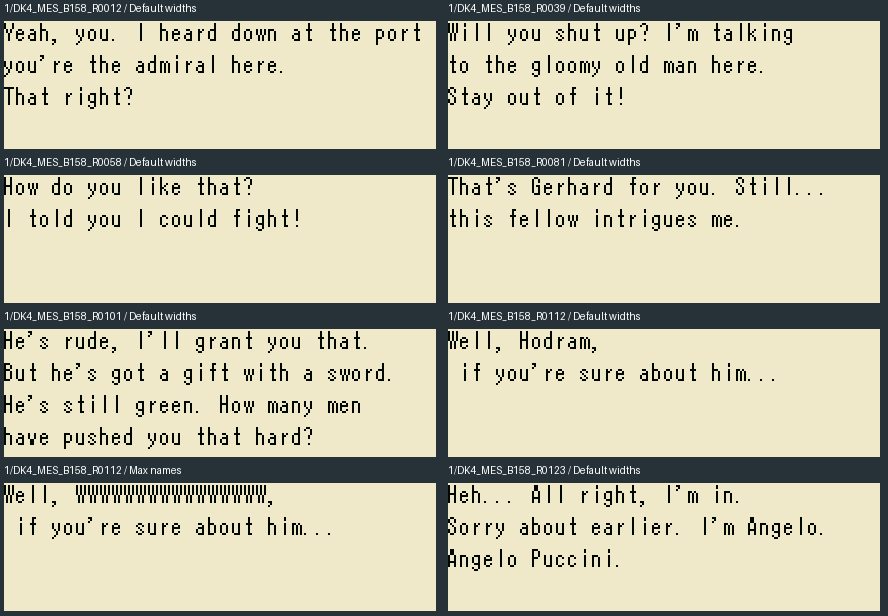 1/DK4_MES_B158_R0012 / Default widths
Yeah, you. I heard down at the port
you're the admiral here.
That right?
1/DK4_MES_B158_R0039 / Default widths
Will you shut up? I'm talking
to the gloomy old man here.
Stay out of it!
1/DK4_MES_B158_R0058 / Default widths
How do you like that?
I told you I could fight!
1/DK4_MES_B158_R0081 / Default widths
That's Gerhard for you. Still...
this fellow intrigues me.
1/DK4_MES_B158_R0101 / Default widths
He's rude, I'll grant you that.
But he's got a gift with a sword.
He's still green. How many men
have pushed you that hard?
1/DK4_MES_B158_R0112 / Default widths
Well, Hodram,
if you're sure about him...
1/DK4_MES_B158_R0112 / Max names
Well, WWWWWWWWWWWWWWWW,
if you're sure about him...
1/DK4_MES_B158_R0123 / Default widths
Heh... All right, I'm in.
Sorry about earlier. I'm Angelo.
Angelo Puccini.